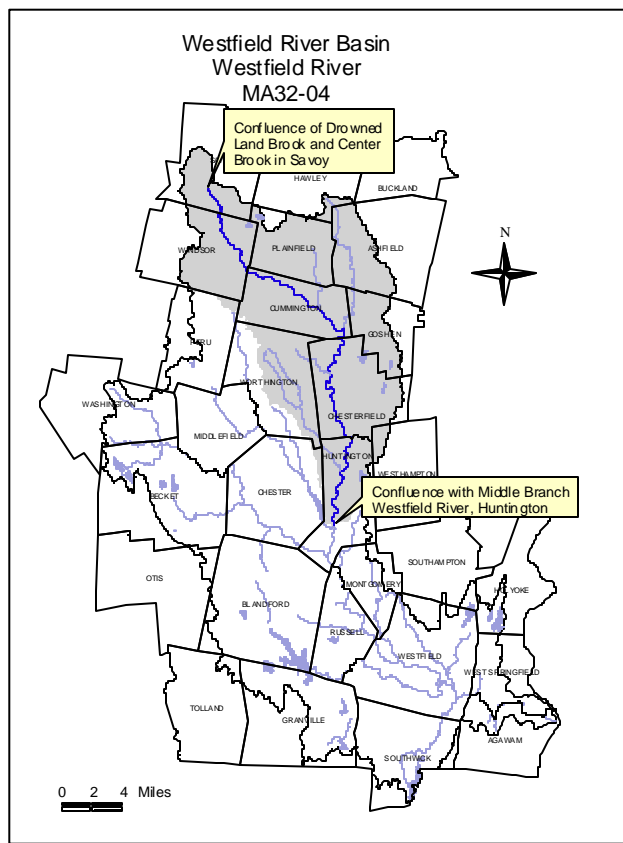 Westfield River Basin
Westfield River
MA32-04
Confluence of Drowned
Land Brook and Center
Brook in Savoy
HAWLEY
BUCKLAND
N
WINDSOR
PLAINFIELD
ASHFIELD
CUMMINGTON
GOSHEN
PERU
WORTHINGTON
WASHINGTON
CHESTERFIELD
MIDDLEFIELD
HUNTINGTON
WESTHAMPTON
BECKET
CHESTER
Confluence with Middle Branch
Westfield River, Huntington
SOUTHAMPTON
OTIS
MONTGOMERY
HOLYOKE
BLANDFORD
RUSSELL
WESTFIELD
WEST SPRINGFIELD
TOLLAND
GRANVILLE
AGAWAM
SOUTHWICK
0 2 4 Miles